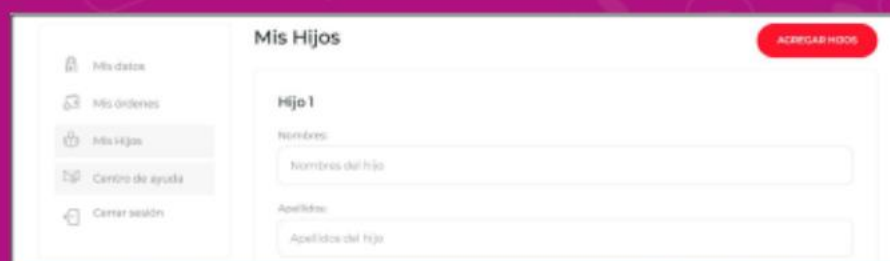 Mis Hijos
AGREGAR HIJOS
Mis datos
Mis órdenes
Mis Hijos
Centro de ayuda
Cerrar sesión
Hijo 1
Nombres:
Nombres del hijo
Apellidos:
Apellidos del hijo